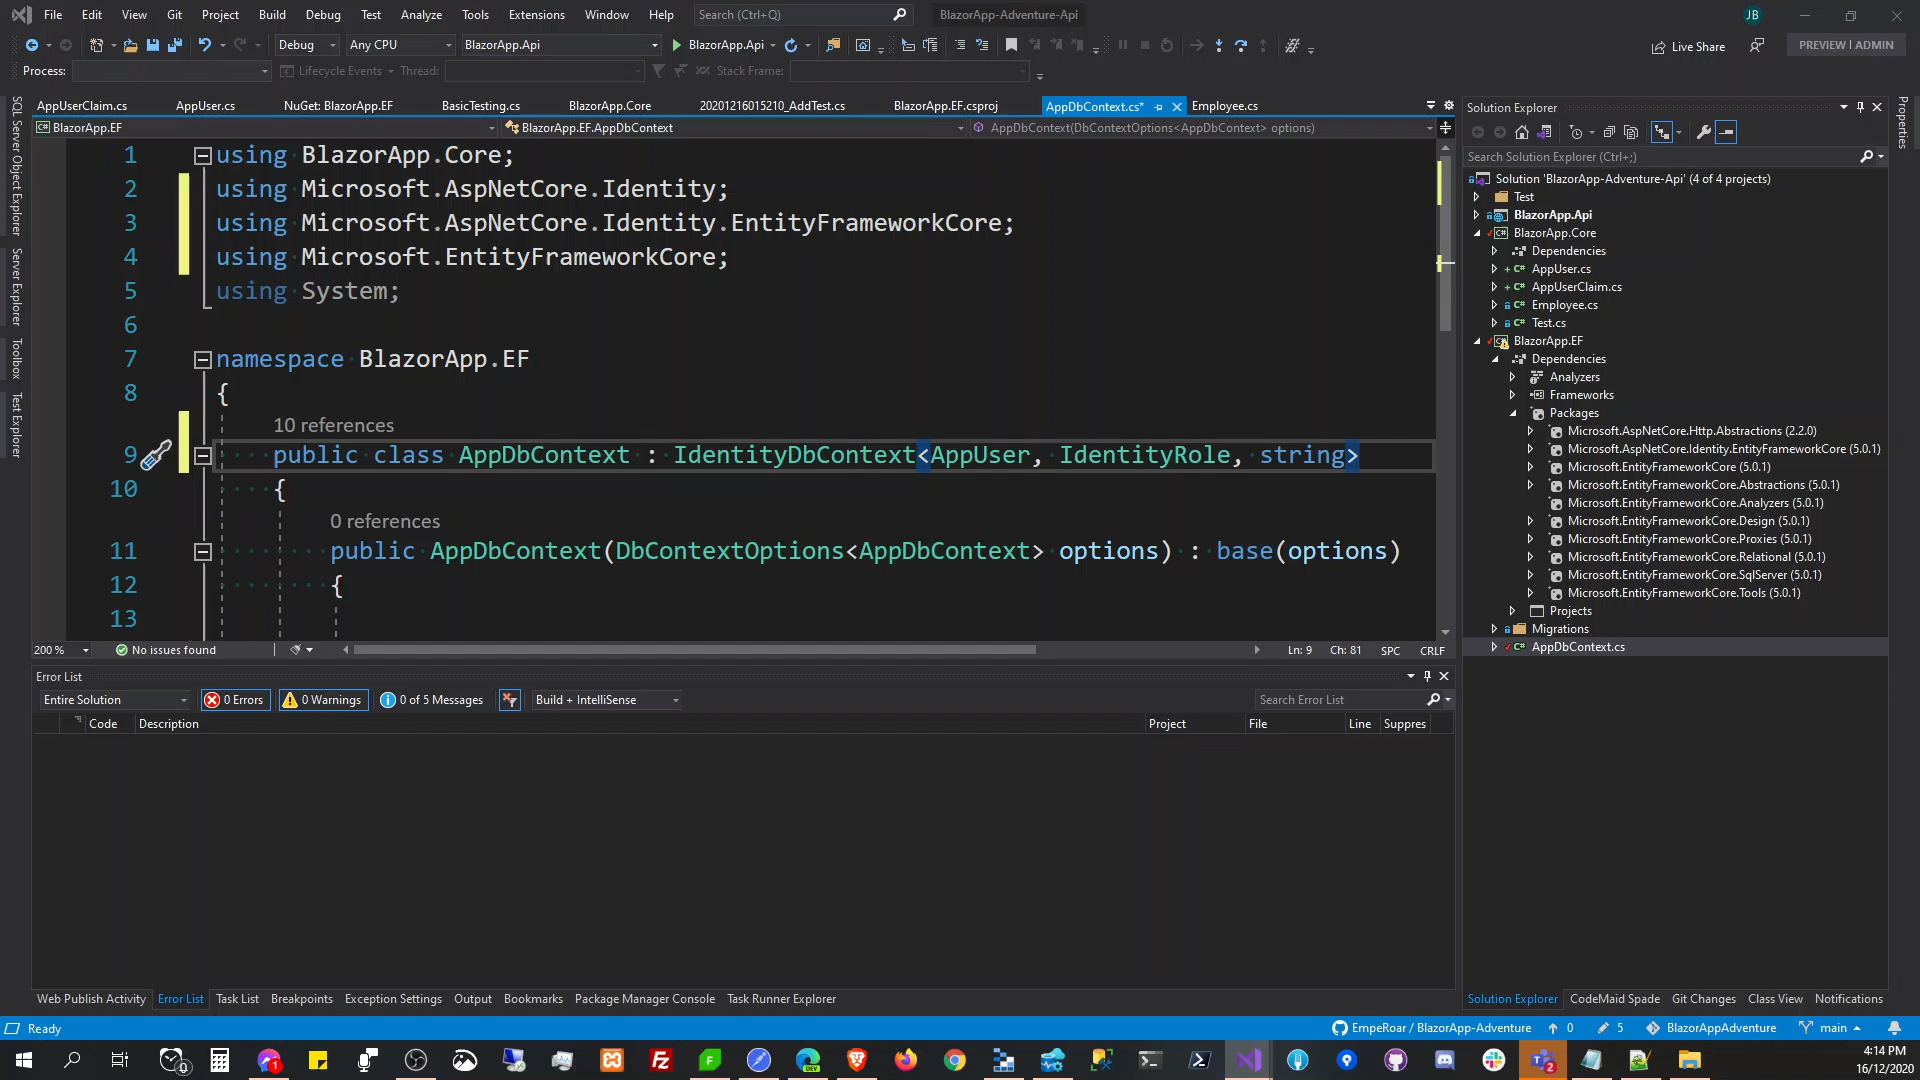 File Edit View Git Project Build Debug Test Analyze Tools Extensions Window Help Search (Ctrl+Q) BlazorApp-Adventure-Api JB
Debug Any CPU BlazorApp.Api BlazorApp.Api Live Share PREVIEW | ADMIN
Process: Lifecycle Events Thread: Stack Frame:
SQL Server Object Explorer
Server Explorer
Toolbox
Test Explorer
AppUserClaim.cs AppUser.cs NuGet: BlazorApp.EF BasicTesting.cs BlazorApp.Core 20201216015210_AddTest.cs BlazorApp.EF.csproj AppDbContext.cs* Employee.cs
BlazorApp.EF BlazorApp.EF.AppDbContext AppDbContext(DbContextOptions<AppDbContext> options)
1 using BlazorApp.Core;
2 using Microsoft.AspNetCore.Identity;
3 using Microsoft.AspNetCore.Identity.EntityFrameworkCore;
4 using Microsoft.EntityFrameworkCore;
5 using System;
6
7 namespace BlazorApp.EF
8 {
10 references
9 public class AppDbContext : IdentityDbContext<AppUser, IdentityRole, string>
10 {
0 references
11 public AppDbContext(DbContextOptions<AppDbContext> options) : base(options)
12 {
13
200 % No issues found Ln: 9 Ch: 81 SPC CRLF
Error List
Entire Solution 0 Errors 0 Warnings 0 of 5 Messages Build + IntelliSense Search Error List
Code Description Project File Line Suppres
Web Publish Activity Error List Task List Breakpoints Exception Settings Output Bookmarks Package Manager Console Task Runner Explorer
Solution Explorer
Search Solution Explorer (Ctrl+;)
Solution 'BlazorApp-Adventure-Api' (4 of 4 projects)
Test
BlazorApp.Api
BlazorApp.Core
Dependencies
AppUser.cs
AppUserClaim.cs
Employee.cs
Test.cs
BlazorApp.EF
Dependencies
Analyzers
Frameworks
Packages
Microsoft.AspNetCore.Http.Abstractions (2.2.0)
Microsoft.AspNetCore.Identity.EntityFrameworkCore (5.0.1)
Microsoft.EntityFrameworkCore (5.0.1)
Microsoft.EntityFrameworkCore.Abstractions (5.0.1)
Microsoft.EntityFrameworkCore.Analyzers (5.0.1)
Microsoft.EntityFrameworkCore.Design (5.0.1)
Microsoft.EntityFrameworkCore.Proxies (5.0.1)
Microsoft.EntityFrameworkCore.Relational (5.0.1)
Microsoft.EntityFrameworkCore.SqlServer (5.0.1)
Microsoft.EntityFrameworkCore.Tools (5.0.1)
Projects
Migrations
AppDbContext.cs
Solution Explorer CodeMaid Spade Git Changes Class View Notifications
Properties
Ready EmpeRoar / BlazorApp-Adventure 0 5 BlazorAppAdventure main
4:14 PM
16/12/2020